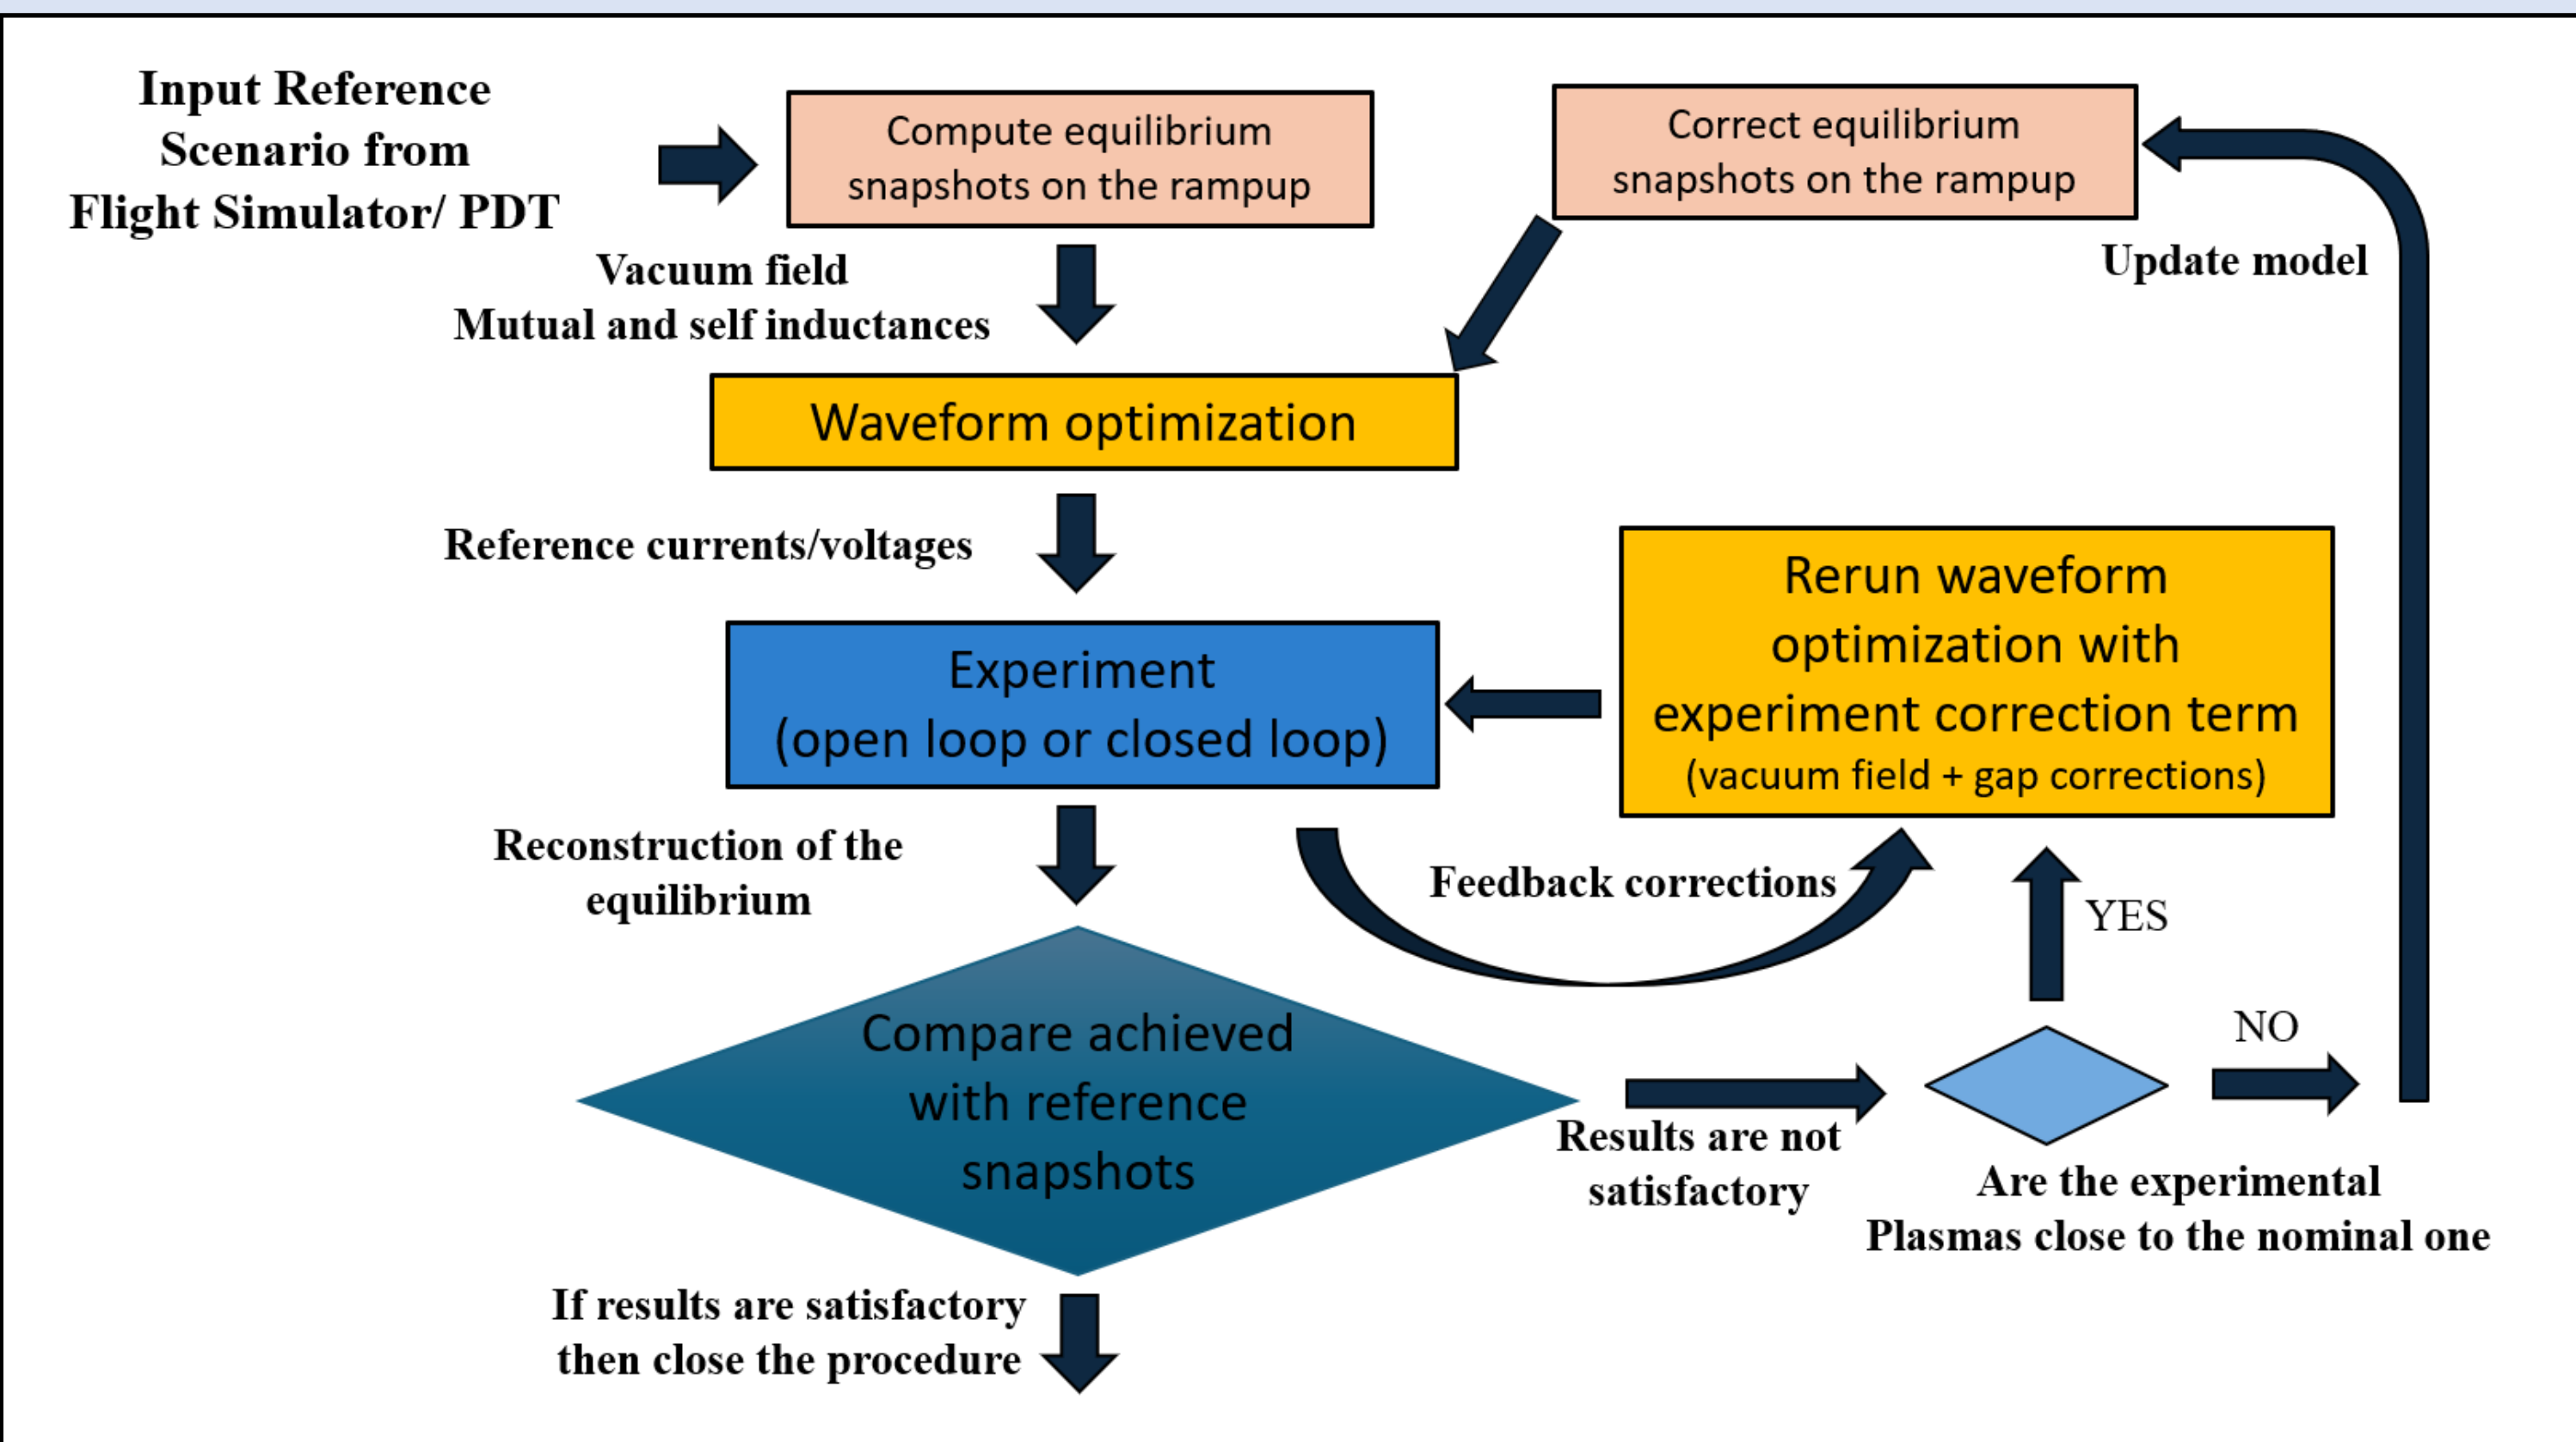 Input Reference
Scenario from
Flight Simulator/ PDT
Compute equilibrium
snapshots on the rampup
Correct equilibrium
snapshots on the rampup
Update model
Vacuum field
Mutual and self inductances
Waveform optimization
Reference currents/voltages
Experiment
(open loop or closed loop)
Rerun waveform
optimization with
experiment correction term
(vacuum field + gap corrections)
Reconstruction of the
equilibrium
Feedback corrections
YES
NO
Compare achieved
with reference
snapshots
Results are not
satisfactory
Are the experimental
Plasmas close to the nominal one
If results are satisfactory
then close the procedure